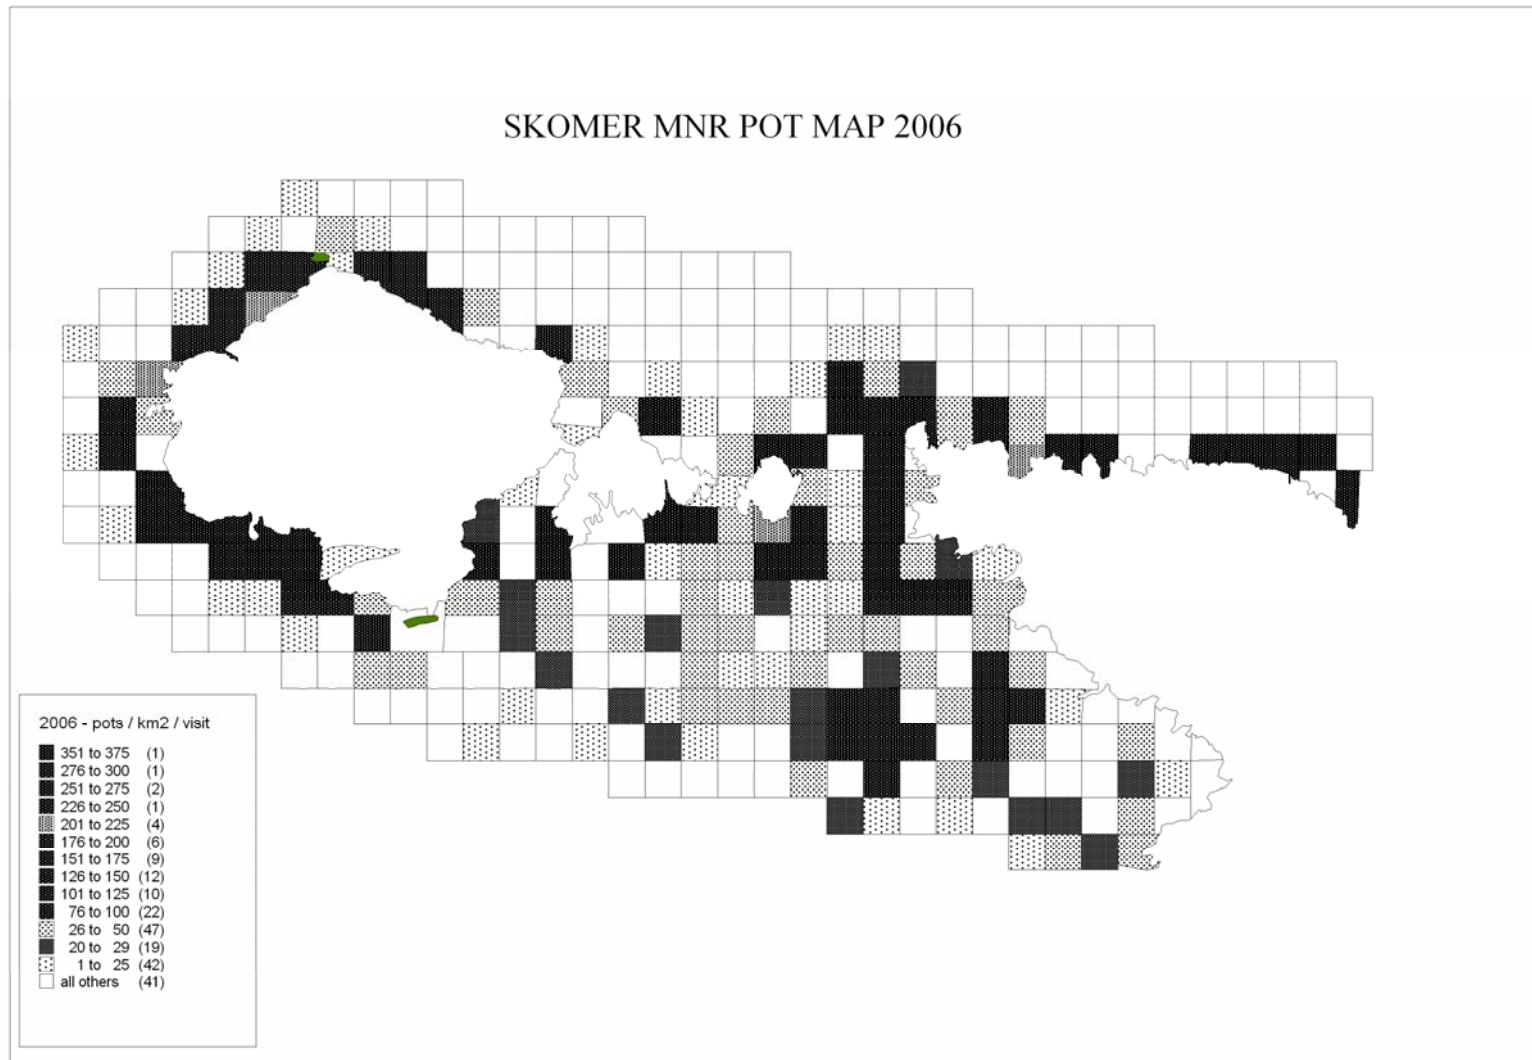 SKOMER MNR POT MAP 2006
2006 - pots / km2 / visit
351 to 375 (1)
276 to 300 (1)
251 to 275 (2)
226 to 250 (1)
201 to 225 (4)
176 to 200 (6)
151 to 175 (9)
126 to 150 (12)
101 to 125 (10)
76 to 100 (22)
26 to 50 (47)
20 to 29 (19)
1 to 25 (42)
all others (41)